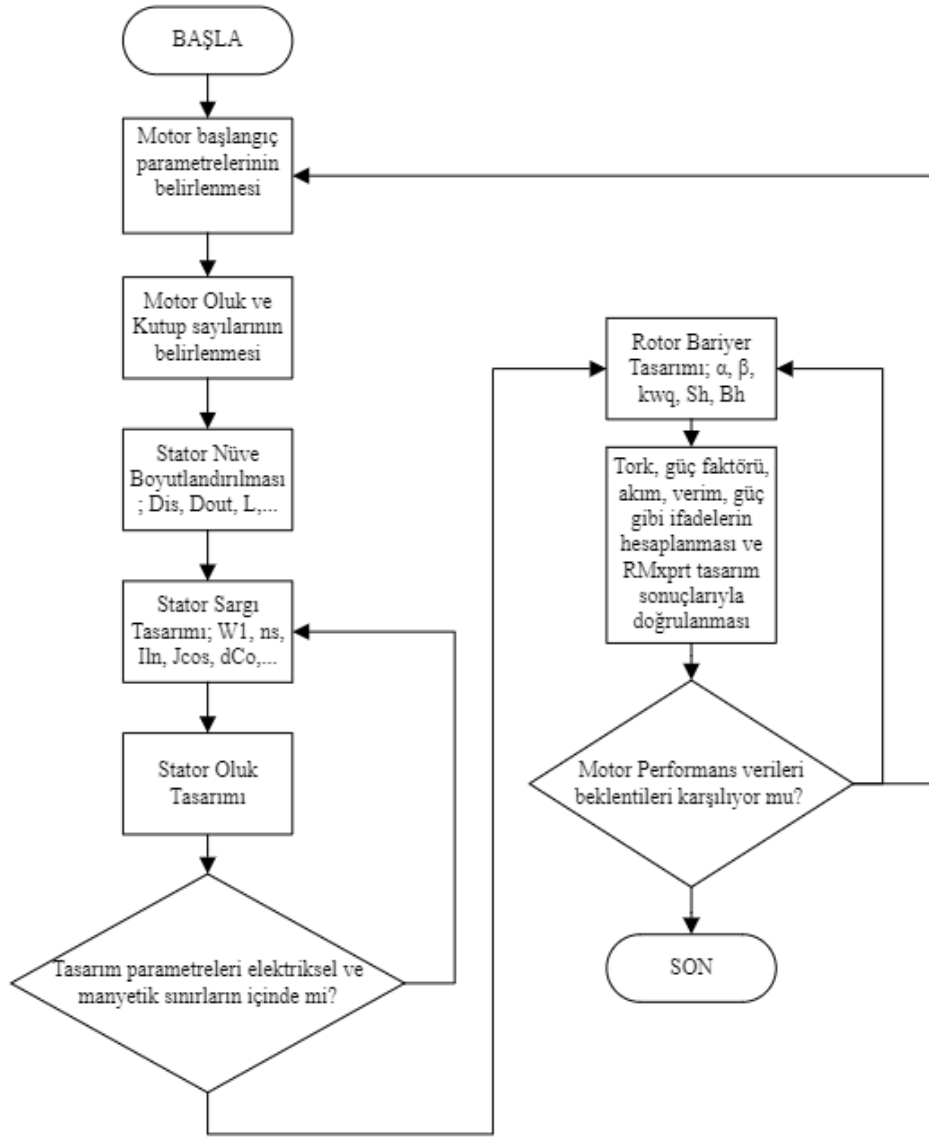 BAŞLA
Motor başlangıç
parametrelerinin
belirlenmesi
Motor Oluk ve
Kutup sayılarının
belirlenmesi
Stator Nüve
Boyutlandırılması
; Dis, Dout, L,...
Stator Sargı
Tasarımı; W1, ns,
Iln, Jcos, dCo,...
Stator Oluk
Tasarımı
Tasarım parametreleri elektriksel ve
manyetik sınırların içinde mi?
Rotor Bariyer
Tasarımı; α, β,
kwq, Sh, Bh
Tork, güç faktörü,
akım, verim, güç
gibi ifadelerin
hesaplanması ve
RMxprt tasarım
sonuçlarıyla
doğrulanması
Motor Performans verileri
beklentileri karşılıyor mu?
SON